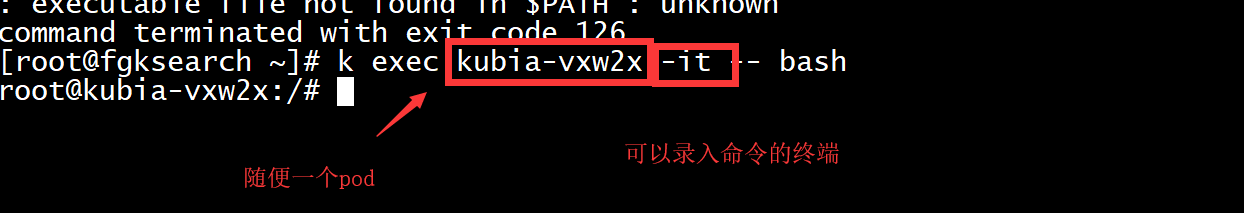 : executable file not found in $PATH : unknown
command terminated with exit code 126
[root@fgksearch ~]# k exec kubia-vxw2x -it -- bash
root@kubia-vxw2x:/#
可以录入命令的终端
随便一个pod